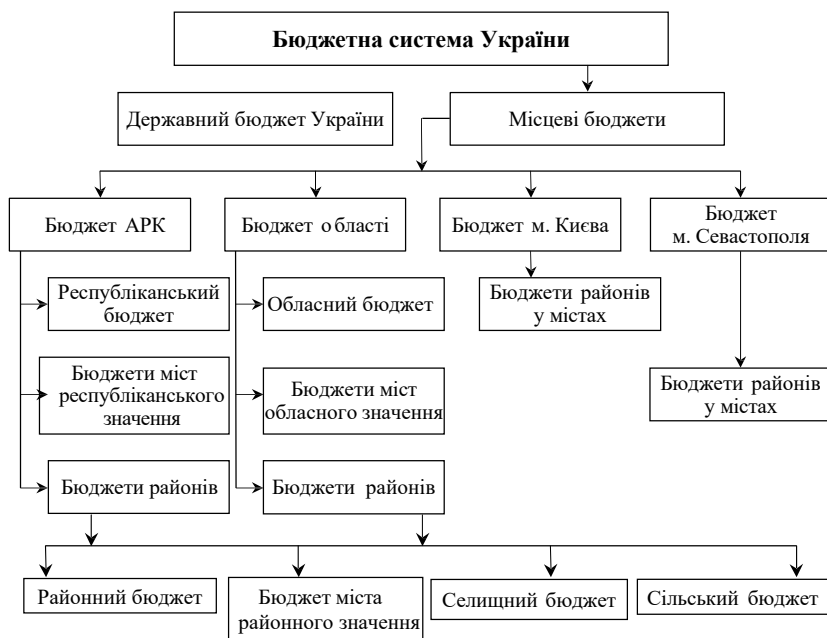 Бюджетна система України
Державний бюджет України
Місцеві бюджети
Бюджет АРК
Бюджет області
Бюджет м. Києва
Бюджет
м. Севастополя
Республіканський
бюджет
Обласний бюджет
Бюджети районів
у містах
Бюджети міст
республіканського
значення
Бюджети міст
обласного значення
Бюджети районів
у містах
Бюджети районів
Бюджети районів
Районний бюджет
Бюджет міста
районного значення
Селищний бюджет
Сільський бюджет